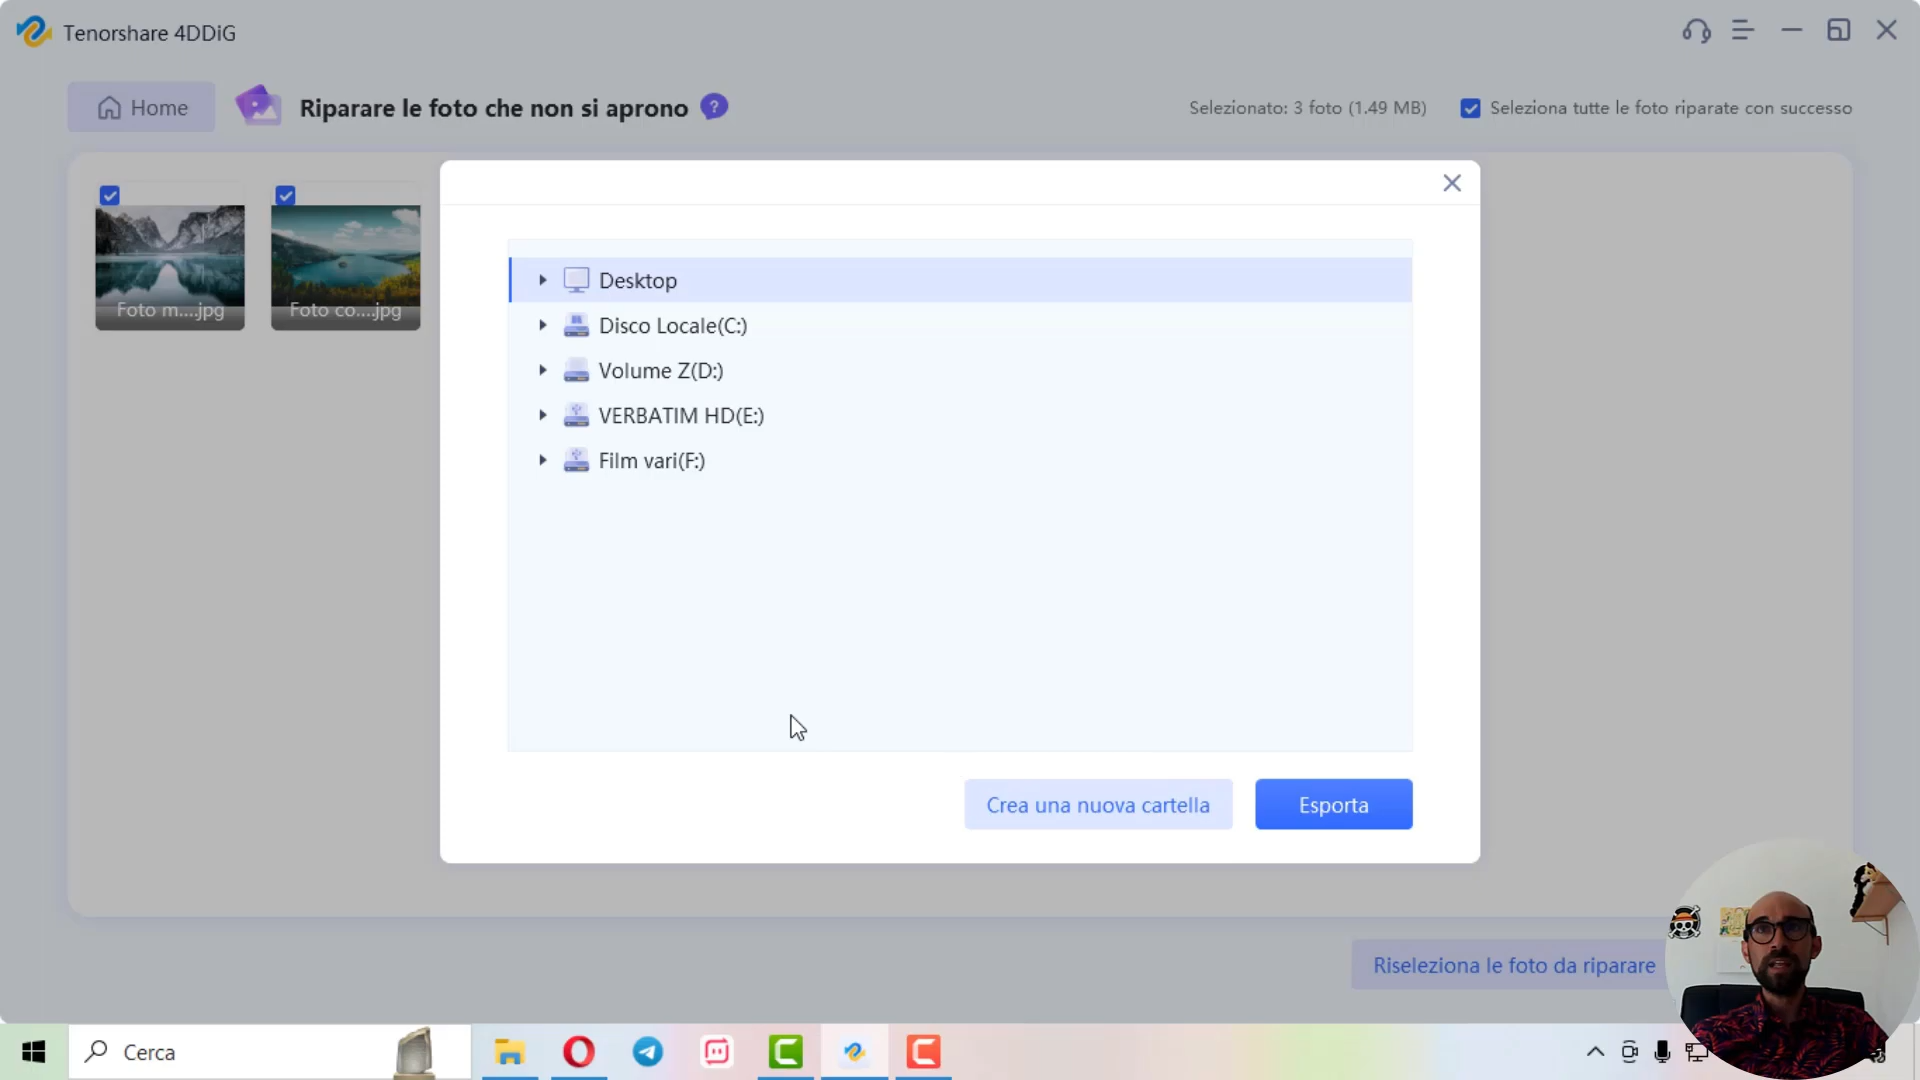 Tenorshare 4DDiG
Home
Riparare le foto che non si aprono
?
Selezionato: 3 foto (1.49 MB)
Seleziona tutte le foto riparate con successo
Foto m....jpg
Foto co....jpg
Desktop
Disco Locale(C:)
Volume Z(D:)
VERBATIM HD(E:)
Film vari(F:)
Crea una nuova cartella
Esporta
Riseleziona le foto da riparare
Cerca